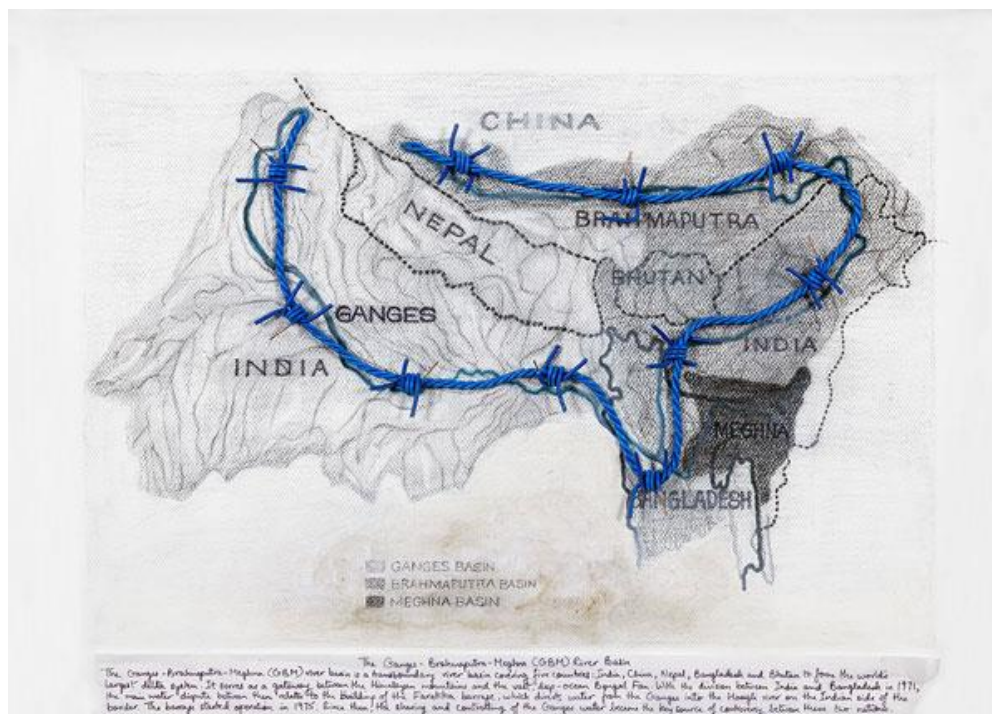 CHINA
NEPAL
BRAHMAPUTRA
BHUTAN
GANGES
INDIA
INDIA
MEGHNA
BANGLADESH
GANGES BASIN
BRAHMAPUTRA BASIN
MEGHNA BASIN
The Ganges - Brahmaputra - Meghna (GBM) River Basin
The Ganges-Brahmaputra-Meghna (GBM) river basin is a transboundary river basin covering five countries: India, China, Nepal, Bangladesh and Bhutan to form the world's
largest delta system. It serves as a gateway between the Himalayan mountains and the vast, deep-ocean Bengal Fan. With the division between India and Bangladesh in 1971,
the main water dispute between them relates to the building of the Farakka barrage, which diverts water from the Ganges into the Hoogly river on the Indian side of the
border. The barrage started operation in 1975. Since then, the sharing and controlling of the Ganges water became the key source of controversy between these two nations.